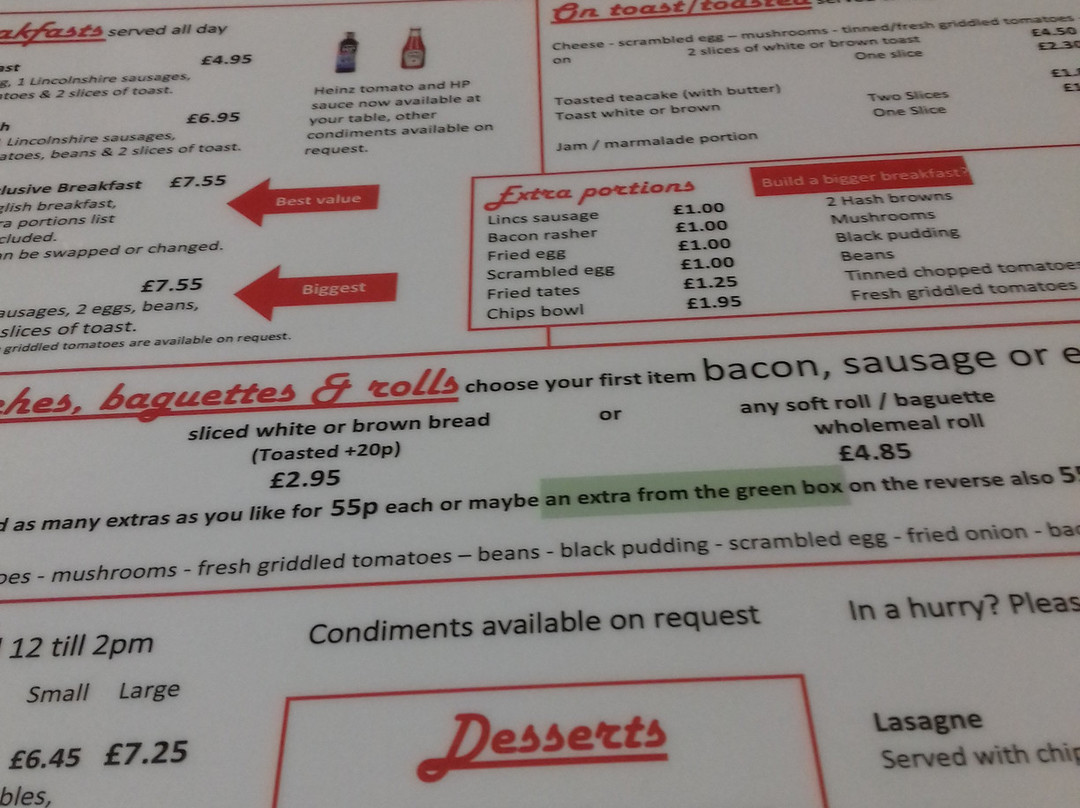 akfasts served all day
ast £4.95
g, 1 Lincolnshire sausages,
atoes & 2 slices of toast.
h £6.95
Lincolnshire sausages,
atoes, beans & 2 slices of toast.
lusive Breakfast £7.55
glish breakfast,
ra portions list
cluded.
an be swapped or changed.
Best value
£7.55
ausages, 2 eggs, beans,
slices of toast.
griddled tomatoes are available on request.
Biggest
Heinz tomato and HP
sauce now available at
your table, other
condiments available on
request.
On toast/toasted
Cheese - scrambled egg – mushrooms - tinned/fresh griddled tomatoes
on 2 slices of white or brown toast £4.50
One slice £2.30
Toasted teacake (with butter)
Toast white or brown Two Slices
One Slice
Jam / marmalade portion
Extra portions
Build a bigger breakfast?
Lincs sausage £1.00 2 Hash browns
Bacon rasher £1.00 Mushrooms
Fried egg £1.00 Black pudding
Scrambled egg £1.00 Beans
Fried tates £1.25 Tinned chopped tomatoes
Chips bowl £1.95 Fresh griddled tomatoes
ches, baguettes & rolls choose your first item bacon, sausage or e
sliced white or brown bread or any soft roll / baguette
(Toasted +20p) wholemeal roll
£2.95 £4.85
d as many extras as you like for 55p each or maybe an extra from the green box on the reverse also 55
oes - mushrooms - fresh griddled tomatoes – beans - black pudding - scrambled egg - fried onion - bac
12 till 2pm
Small Large
£6.45 £7.25
bles,
Condiments available on request
Desserts
In a hurry? Pleas
Lasagne
Served with chip